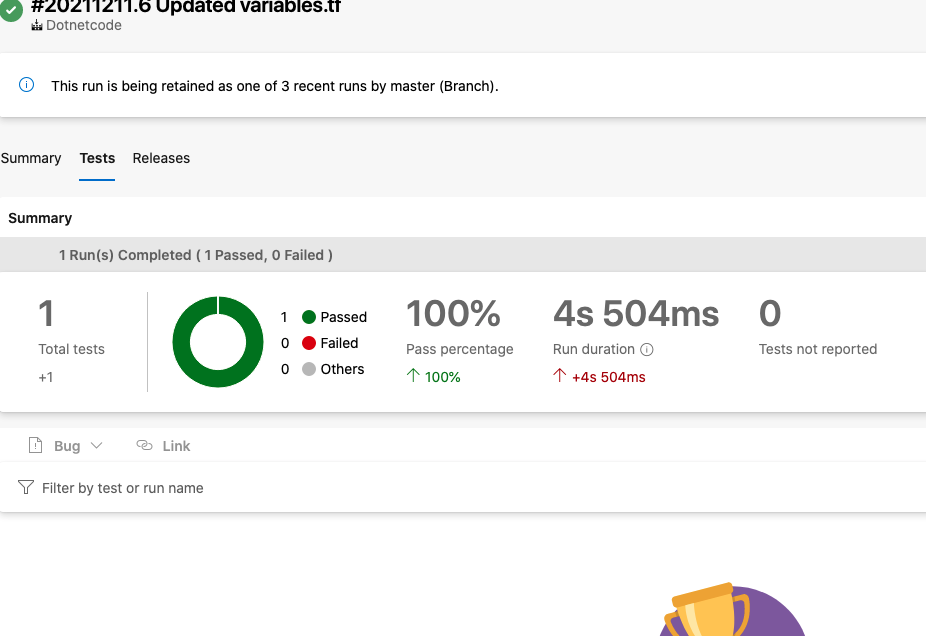 #20211211.6 Updated variables.tf
Dotnetcode
This run is being retained as one of 3 recent runs by master (Branch).
Summary Tests Releases
Summary
1 Run(s) Completed ( 1 Passed, 0 Failed )
1
Total tests
+1
1 Passed
0 Failed
0 Others
100%
Pass percentage
100%
4s 504ms
Run duration
+4s 504ms
0
Tests not reported
Bug Link
Filter by test or run name